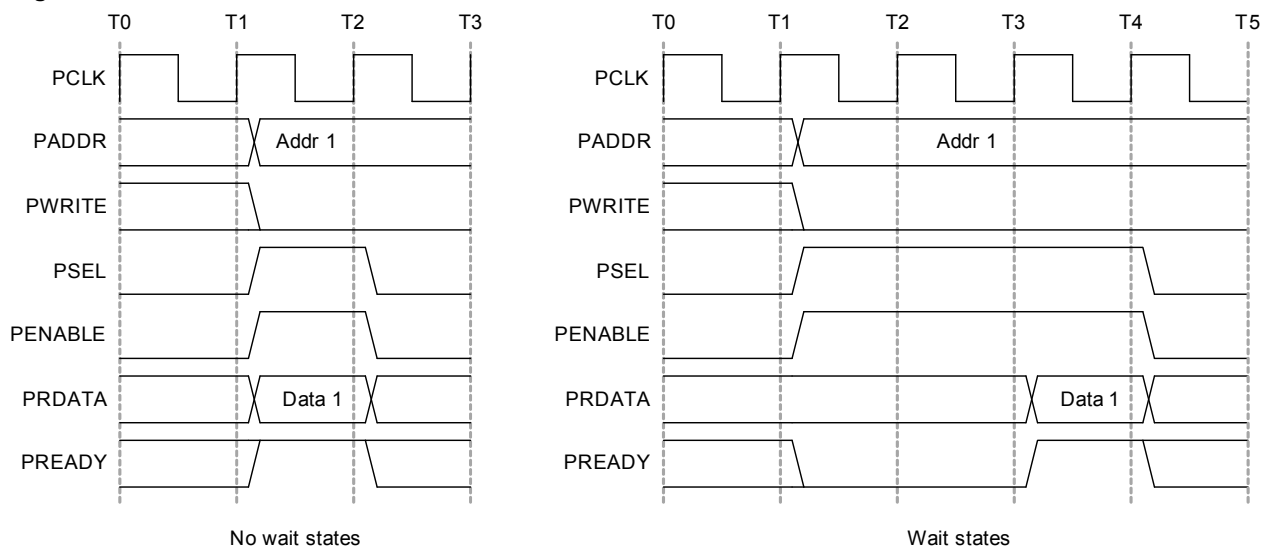 T0 T1 T2 T3 T0 T1 T2 T3 T4 T5
PCLK PCLK
PADDR Addr 1 PADDR Addr 1
PWRITE PWRITE
PSEL PSEL
PENABLE PENABLE
PRDATA Data 1 PRDATA Data 1
PREADY PREADY
No wait states Wait states